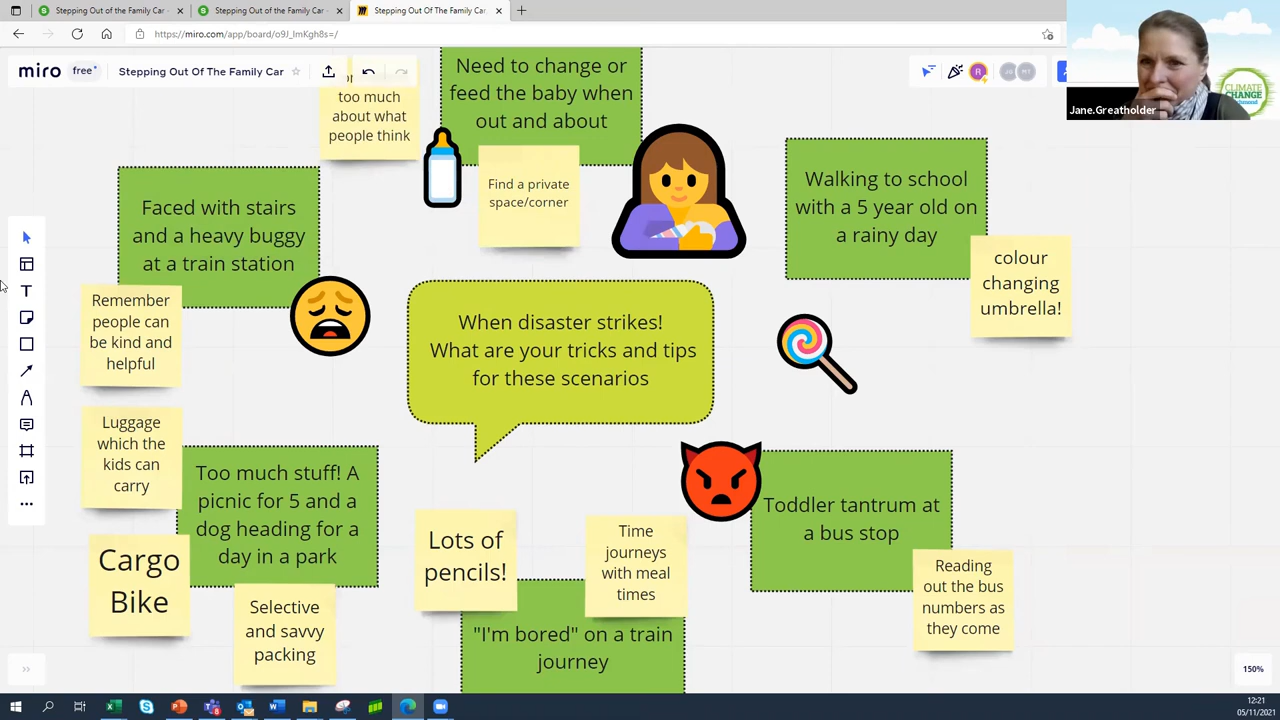 Stepping Out of the Family Car -
Stepping Out of the Family Car -
Stepping Out Of The Family Car,
https://miro.com/app/board/o9J_lmKgh8s=/
miro
free
Stepping Out Of The Family Car
R
JG
MT
Jane.Greatholder
CLIMATE
CHANGE
too much
about what
people think
Need to change or
feed the baby when
out and about
Find a private
space/corner
Walking to school
with a 5 year old on
a rainy day
colour
changing
umbrella!
Faced with stairs
and a heavy buggy
at a train station
Remember
people can
be kind and
helpful
When disaster strikes!
What are your tricks and tips
for these scenarios
Luggage
which the
kids can
carry
Too much stuff! A
picnic for 5 and a
dog heading for a
day in a park
Cargo
Bike
Selective
and savvy
packing
Lots of
pencils!
Time
journeys
with meal
times
"I'm bored" on a train
journey
Toddler tantrum at
a bus stop
Reading
out the bus
numbers as
they come
150%
12:21
05/11/2021